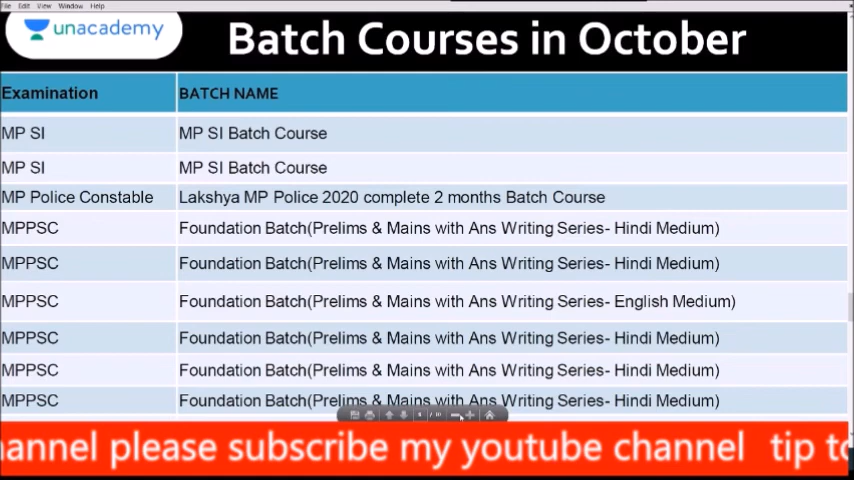 File Edit View Window Help
unacademy
Batch Courses in October
Examination BATCH NAME
MP SI MP SI Batch Course
MP SI MP SI Batch Course
MP Police Constable Lakshya MP Police 2020 complete 2 months Batch Course
MPPSC Foundation Batch(Prelims & Mains with Ans Writing Series- Hindi Medium)
MPPSC Foundation Batch(Prelims & Mains with Ans Writing Series- Hindi Medium)
MPPSC Foundation Batch(Prelims & Mains with Ans Writing Series- English Medium)
MPPSC Foundation Batch(Prelims & Mains with Ans Writing Series- Hindi Medium)
MPPSC Foundation Batch(Prelims & Mains with Ans Writing Series- Hindi Medium)
MPPSC Foundation Batch(Prelims & Mains with Ans Writing Series- Hindi Medium)
hannel please subscribe my youtube channel tip to